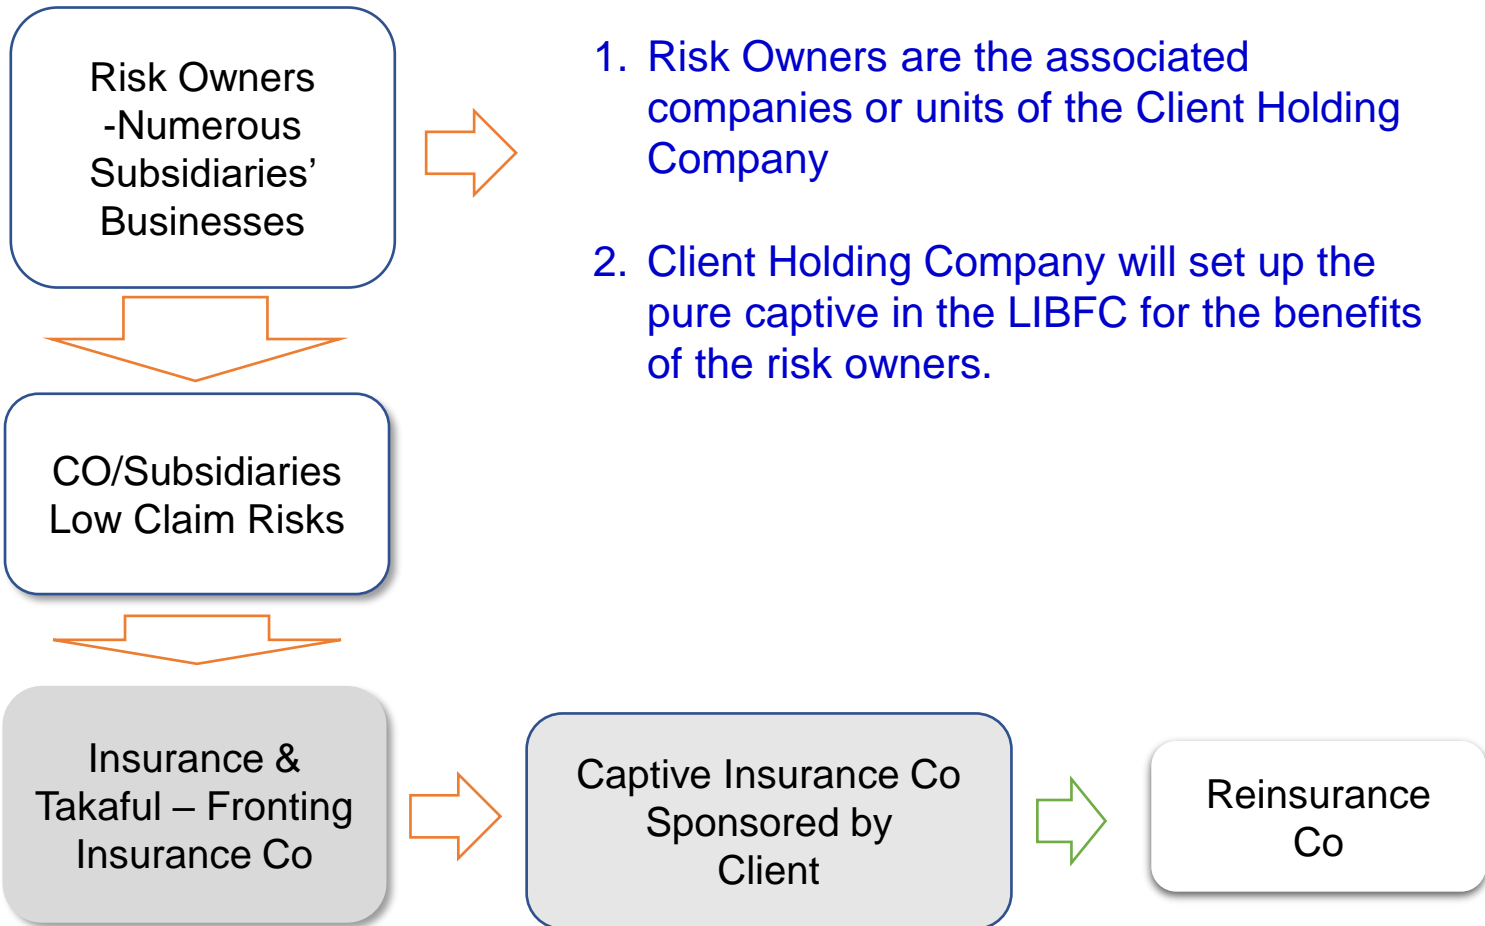 Risk Owners
-Numerous
Subsidiaries’
Businesses
1. Risk Owners are the associated
companies or units of the Client Holding
Company
2. Client Holding Company will set up the
pure captive in the LIBFC for the benefits
of the risk owners.
CO/Subsidiaries
Low Claim Risks
Insurance &
Takaful – Fronting
Insurance Co
Captive Insurance Co
Sponsored by
Client
Reinsurance
Co